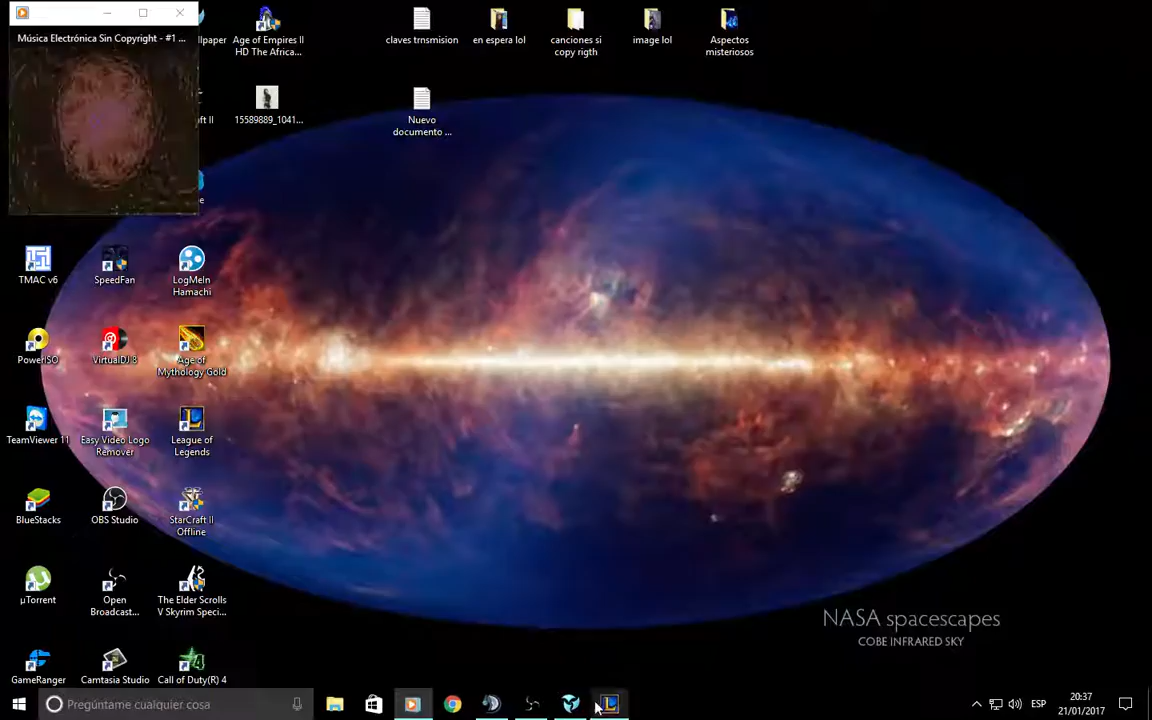 Música Electrónica Sin Copyright - #1 ...
llpaper
Age of Empires II
HD The Africa...
claves trnsmision
en espera lol
canciones si
copy rigth
image lol
Aspectos
misteriosos
ft II
15589889_1041...
Nuevo
documento ...
e
TMAC v6
SpeedFan
LogMeIn
Hamachi
PowerISO
VirtualDJ 8
Age of
Mythology Gold
TeamViewer 11
Easy Video Logo
Remover
League of
Legends
BlueStacks
OBS Studio
StarCraft II
Offline
µTorrent
Open
Broadcast...
The Elder Scrolls
V Skyrim Speci...
NASA spacescapes
COBE INFRARED SKY
GameRanger
Camtasia Studio
Call of Duty(R) 4
Pregúntame cualquier cosa
ESP
20:37
21/01/2017